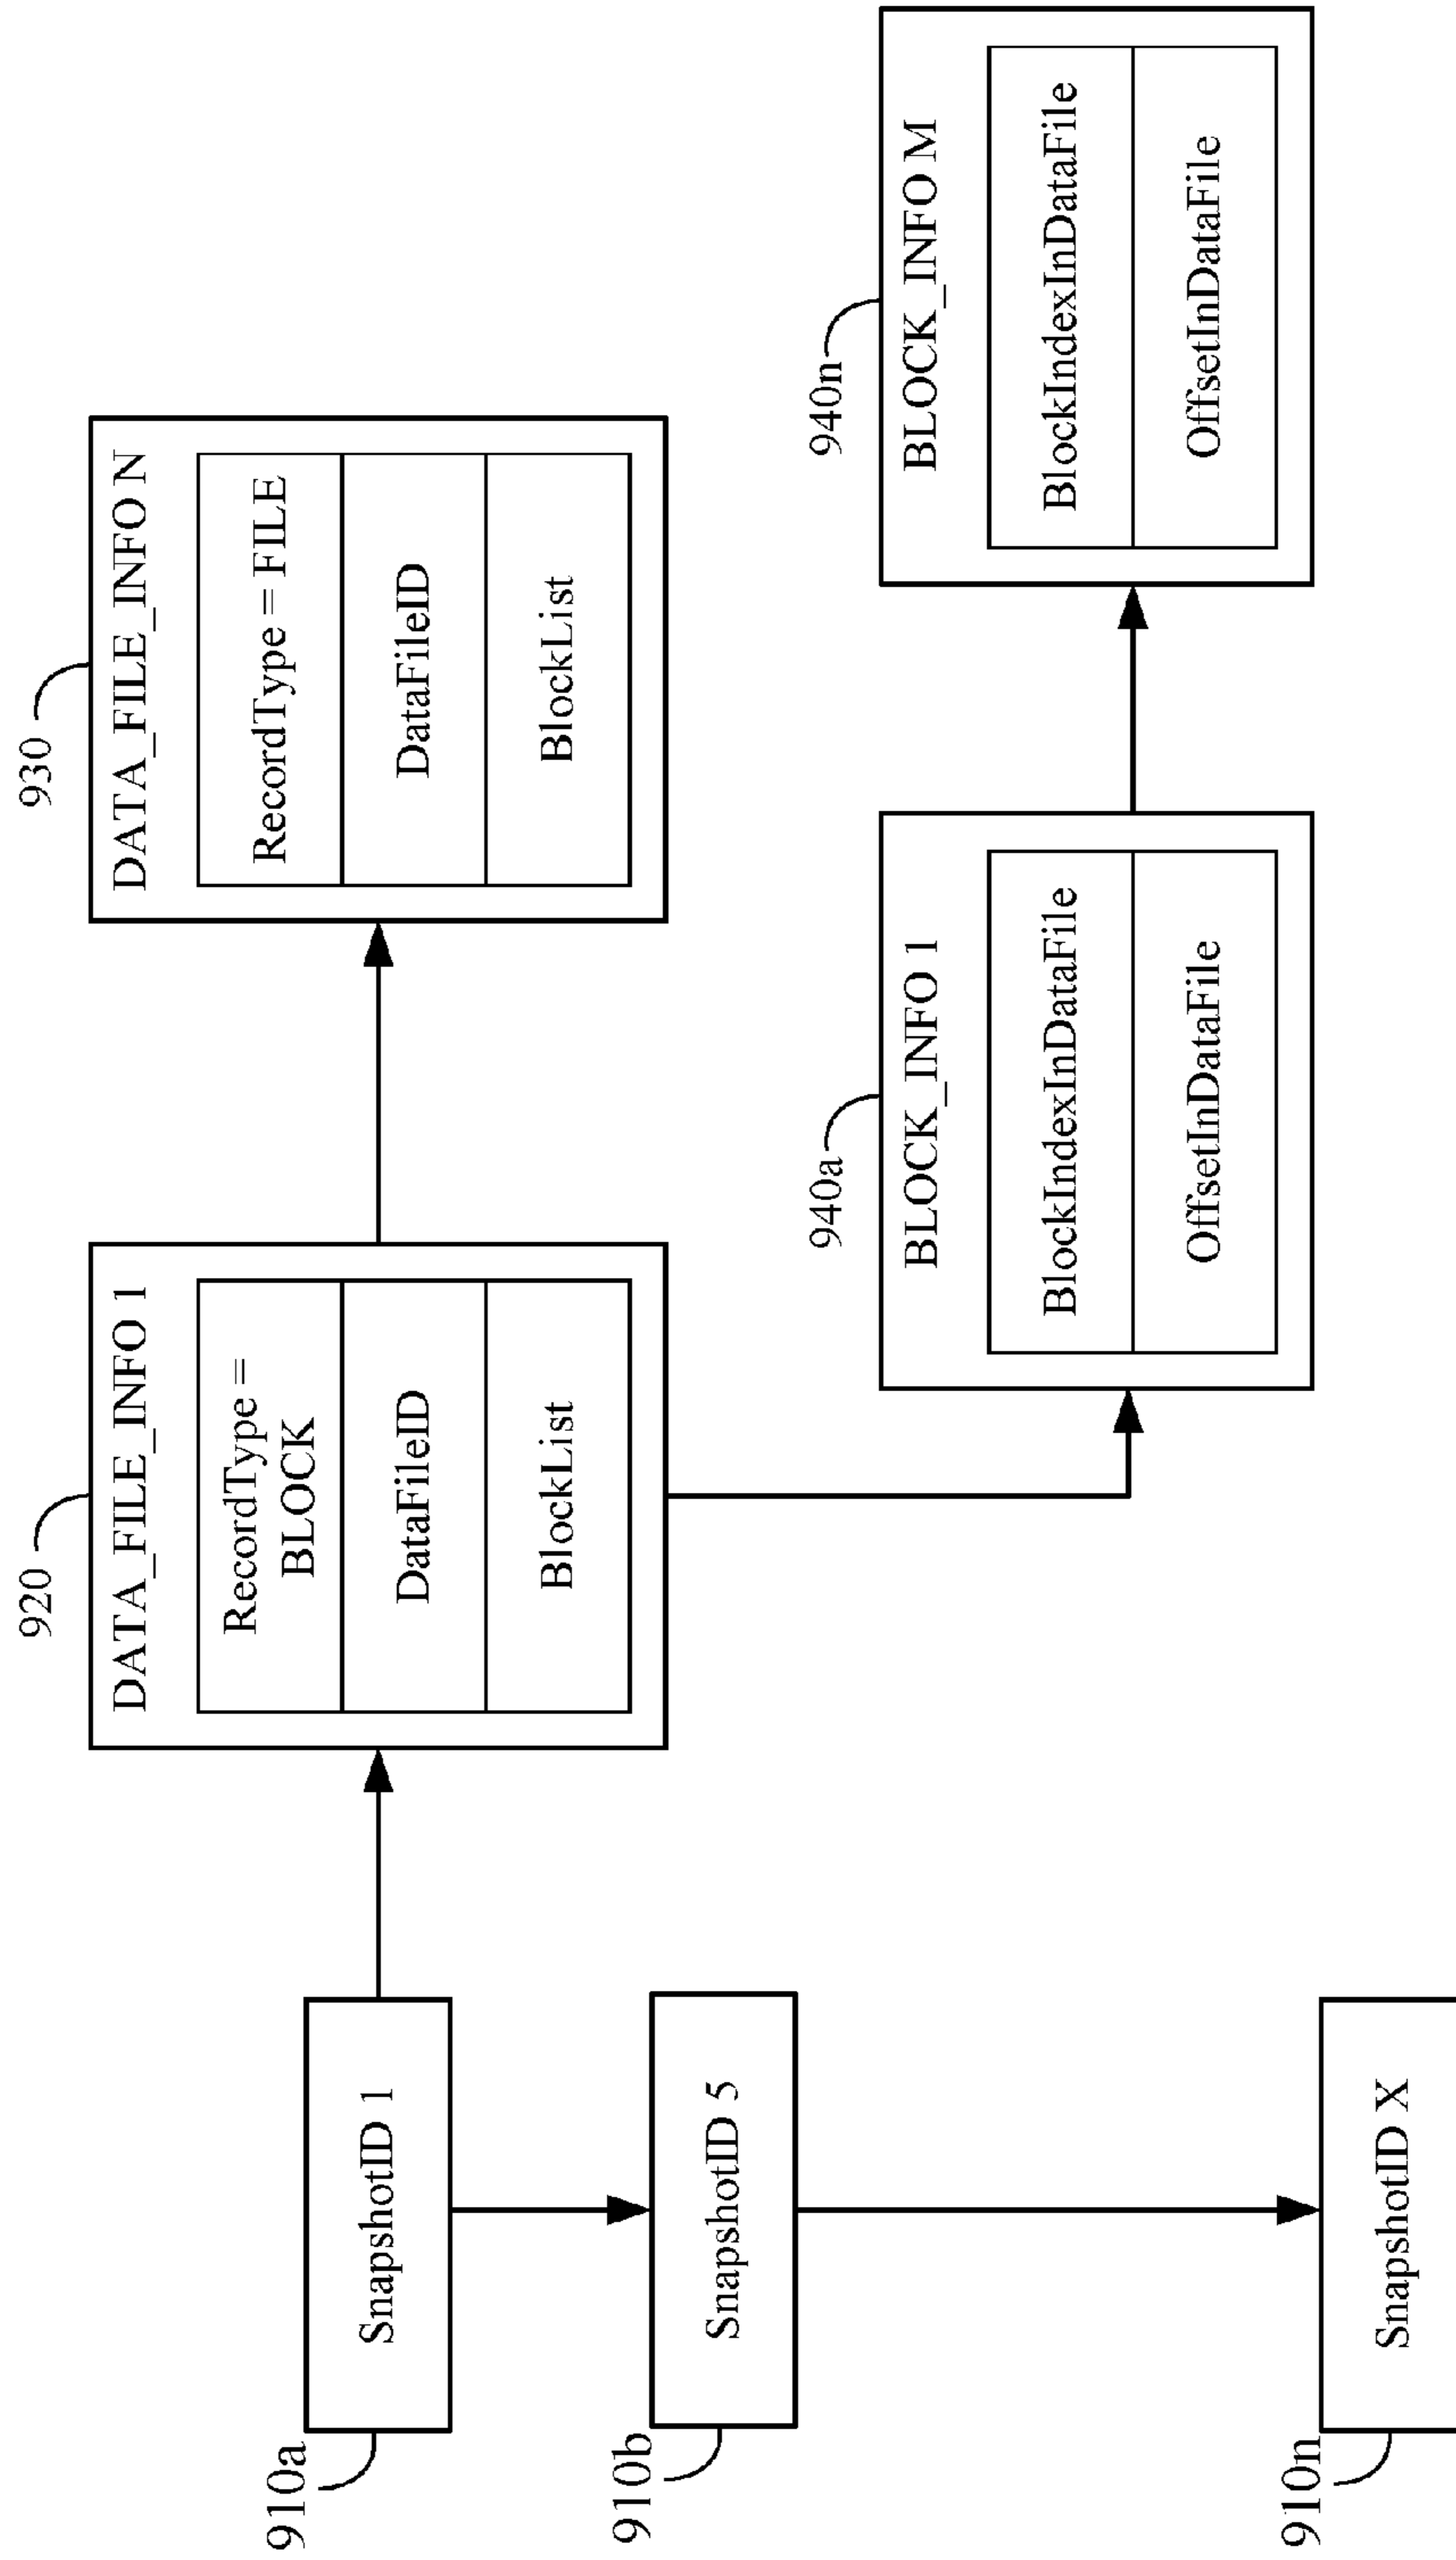 920
DATA_FILE_INFO 1
RecordType =
BLOCK
DataFileID
BlockList
930
DATA_FILE_INFO N
RecordType = FILE
DataFileID
BlockList
910a
SnapshotID 1
910b
SnapshotID 5
910n
SnapshotID X
940a
BLOCK_INFO 1
BlockIndexInDataFile
OffsetInDataFile
940n
BLOCK_INFO M
BlockIndexInDataFile
OffsetInDataFile